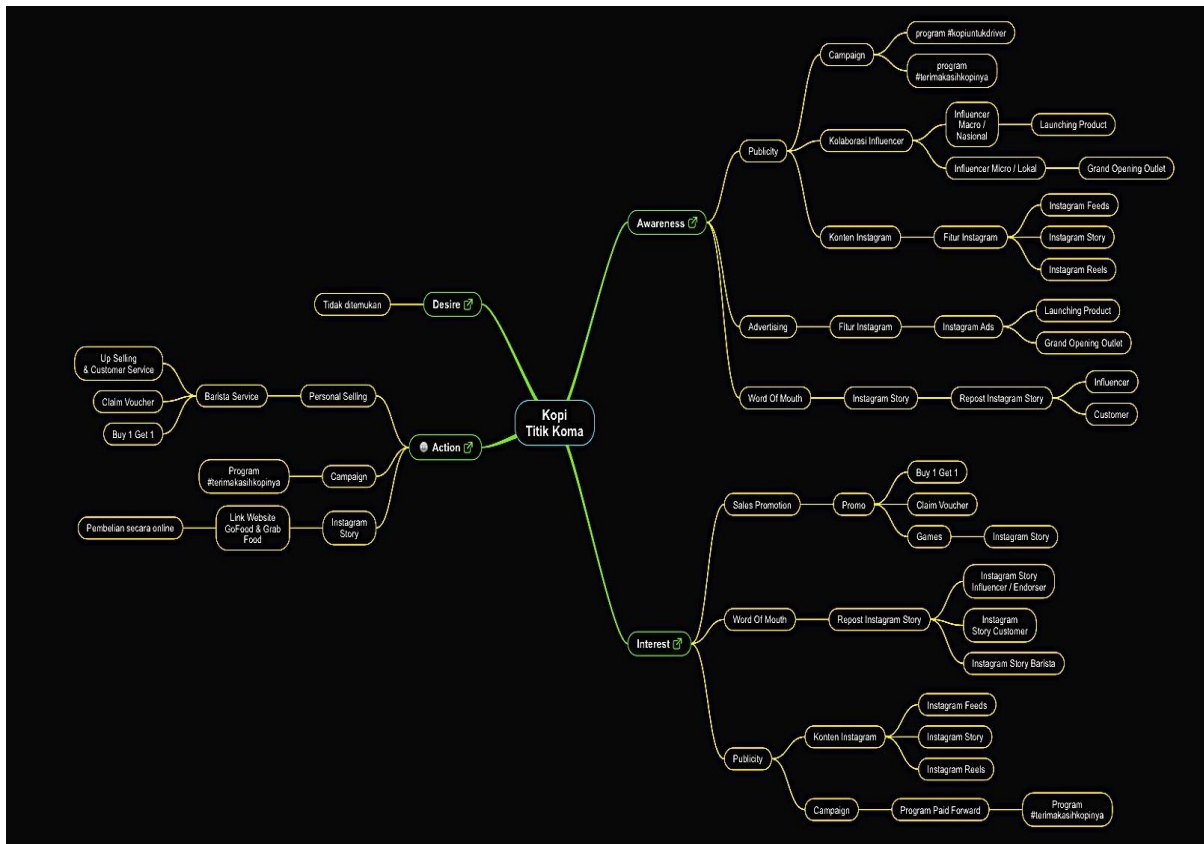 Kopi
Titik Koma
Awareness
Publicity
Campaign
program #kopiuntukdriver
program
#terimakasihkopinya
Kolaborasi Influencer
Influencer
Macro /
Nasional
Launching Product
Influencer Micro / Lokal
Grand Opening Outlet
Konten Instagram
Fitur Instagram
Instagram Feeds
Instagram Story
Instagram Reels
Advertising
Fitur Instagram
Instagram Ads
Launching Product
Grand Opening Outlet
Word Of Mouth
Instagram Story
Repost Instagram Story
Influencer
Customer
Interest
Sales Promotion
Promo
Buy 1 Get 1
Claim Voucher
Games
Instagram Story
Word Of Mouth
Repost Instagram Story
Instagram Story
Influencer / Endorser
Instagram
Story Customer
Instagram Story Barista
Publicity
Konten Instagram
Instagram Feeds
Instagram Story
Instagram Reels
Campaign
Program Paid Forward
Program
#terimakasihkopinya
Desire
Tidak ditemukan
Action
Personal Selling
Barista Service
Up Selling
& Customer Service
Claim Voucher
Buy 1 Get 1
Campaign
Program
#terimakasihkopinya
Instagram
Story
Link Website
GoFood & Grab
Food
Pembelian secara online